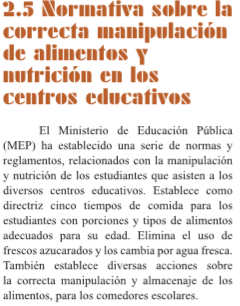 2.5 Normativa sobre la
correcta manipulación
de alimentos y
nutrición en los
centros educativos
El Ministerio de Educación Pública
(MEP) ha establecido una serie de normas y
reglamentos, relacionados con la manipulación
y nutrición de los estudiantes que asisten a los
diversos centros educativos. Establece como
directriz cinco tiempos de comida para los
estudiantes con porciones y tipos de alimentos
adecuados para su edad. Elimina el uso de
frescos azucarados y los cambia por agua fresca.
También establece diversas acciones sobre
la correcta manipulación y almacenaje de los
alimentos, para los comedores escolares.